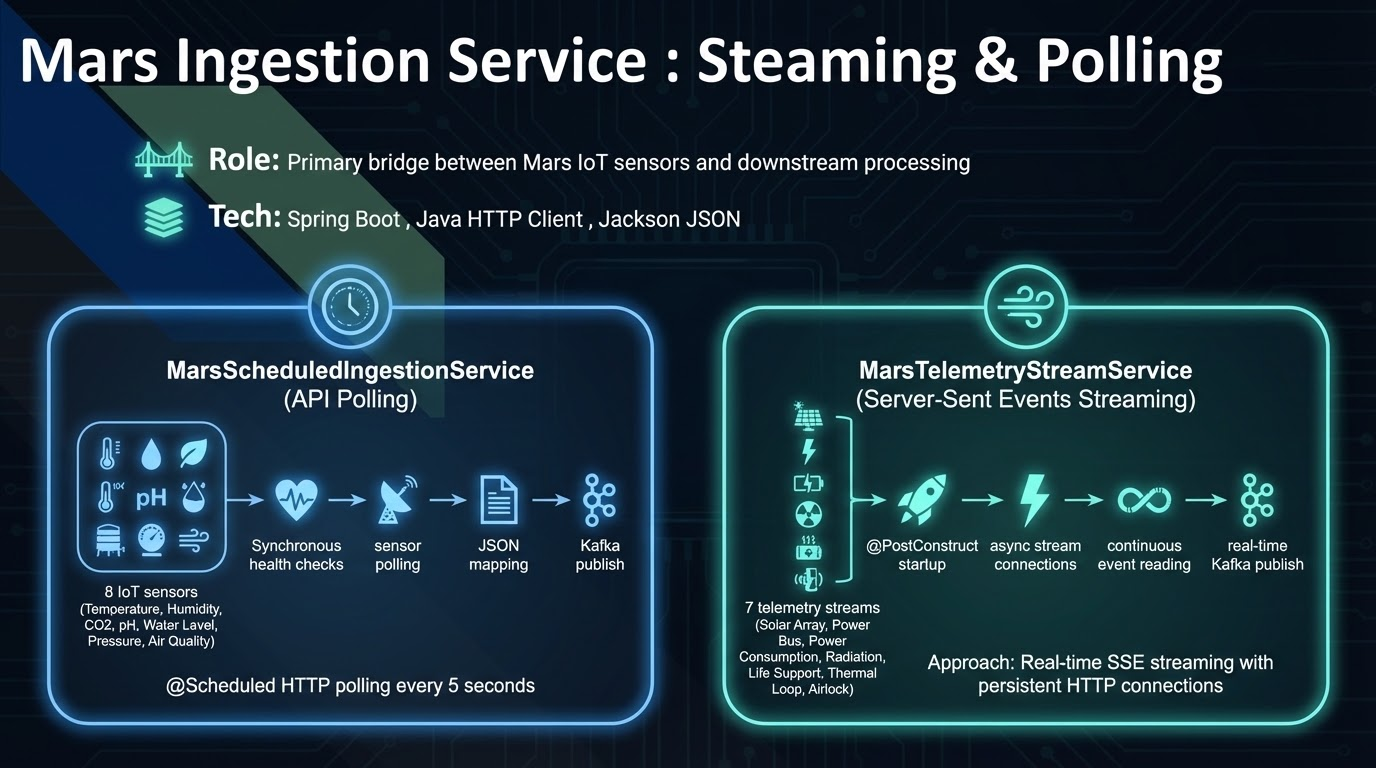 Mars Ingestion Service : Steaming & Polling
Role: Primary bridge between Mars IoT sensors and downstream processing
Tech: Spring Boot , Java HTTP Client , Jackson JSON
MarsScheduledIngestionService
(API Polling)
pH
Synchronous
health checks
sensor
polling
JSON
mapping
Kafka
publish
8 IoT sensors
(Temperature, Humidity,
CO2, pH, Water Lavel,
Pressure, Air Quality)
@Scheduled HTTP polling every 5 seconds
MarsTelemetryStreamService
(Server-Sent Events Streaming)
@PostConstruct
startup
async stream
connections
continuous
event reading
real-time
Kafka publish
7 telemetry streams
(Solar Array, Power
Bus, Power
Consumption, Radiation,
Life Support, Thermal
Loop, Airlock)
Approach: Real-time SSE streaming with
persistent HTTP connections